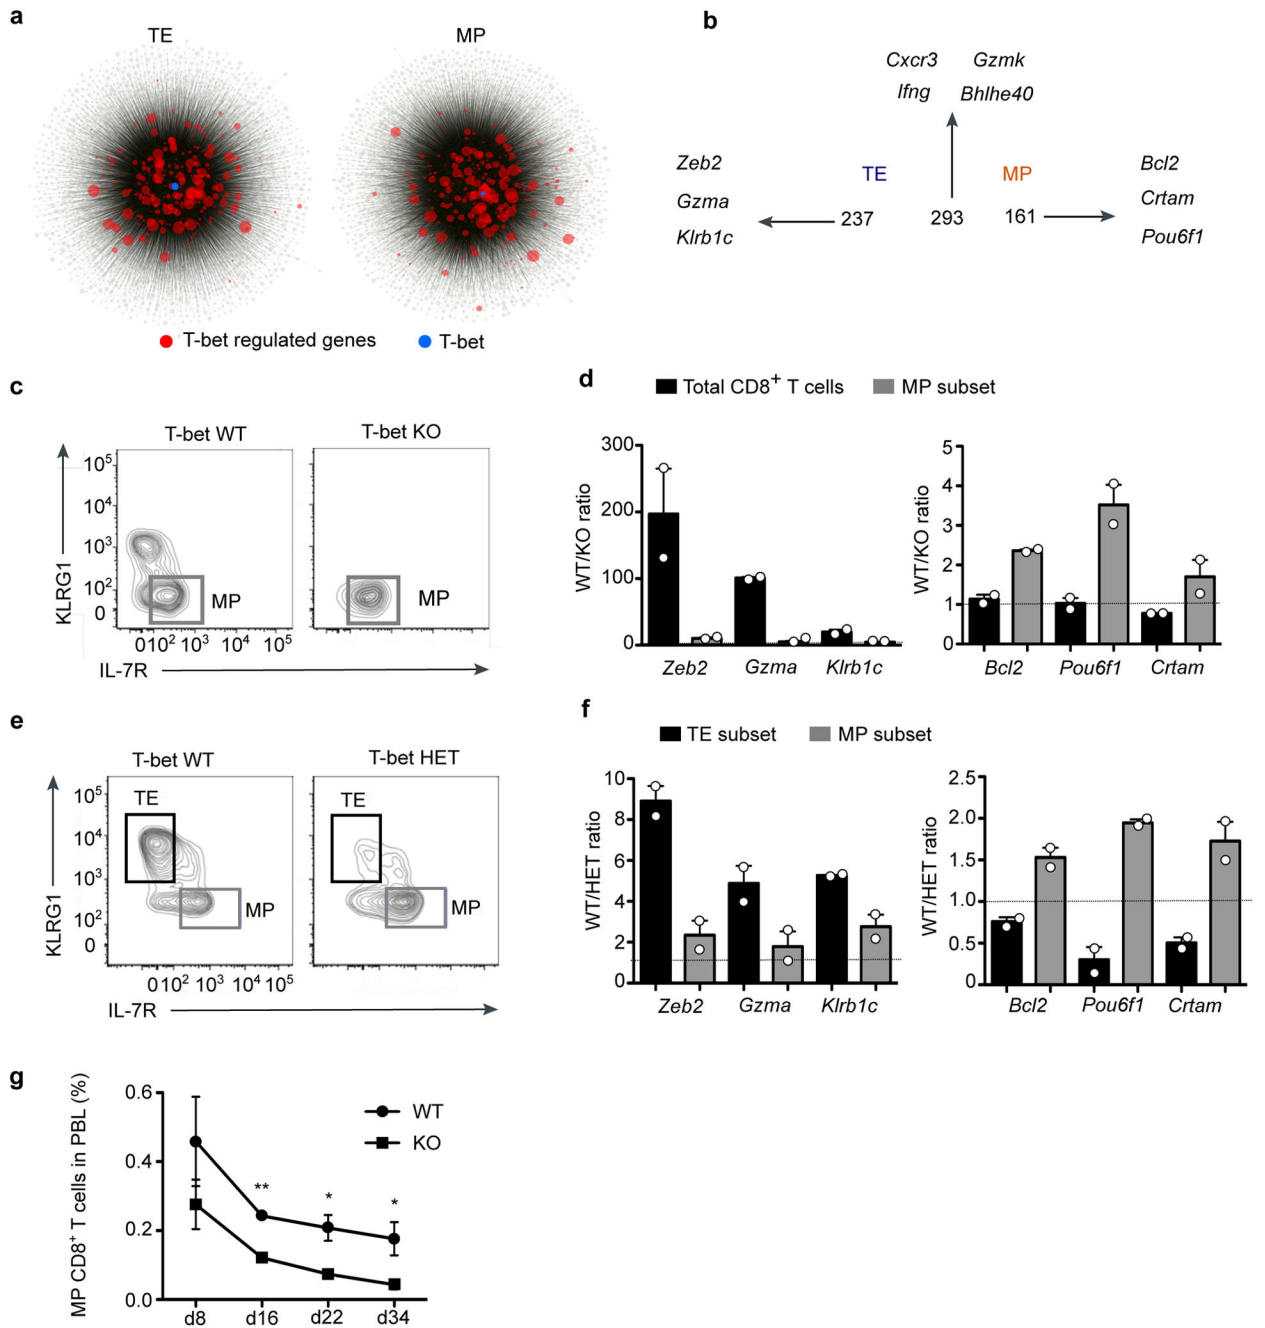 a
TE
MP
T-bet regulated genes
T-bet
b
Cxcr3 Gzmk
Ifng Bhlhe40
Zeb2
Gzma
Klrb1c
TE
MP
237
293
161
Bcl2
Crtam
Pou6f1
c
T-bet WT
T-bet KO
KLRG1
10⁵
10⁴
10³
10²
0
MP
MP
0 10² 10³ 10⁴ 10⁵
IL-7R
d
Total CD8⁺ T cells
MP subset
WT/KO ratio
300
200
100
0
Zeb2 Gzma Klrb1c
WT/KO ratio
5
4
3
2
1
0
Bcl2 Pou6f1 Crtam
e
T-bet WT
T-bet HET
KLRG1
10⁵
10⁴
10³
10²
0
TE
MP
TE
MP
0 10² 10³ 10⁴ 10⁵
IL-7R
f
TE subset
MP subset
WT/HET ratio
10
8
6
4
2
0
Zeb2 Gzma Klrb1c
WT/HET ratio
2.5
2.0
1.5
1.0
0.5
0
Bcl2 Pou6f1 Crtam
g
MP CD8⁺ T cells in PBL (%)
0.6
0.4
0.2
0.0
WT
KO
**
*
*
d8 d16 d22 d34